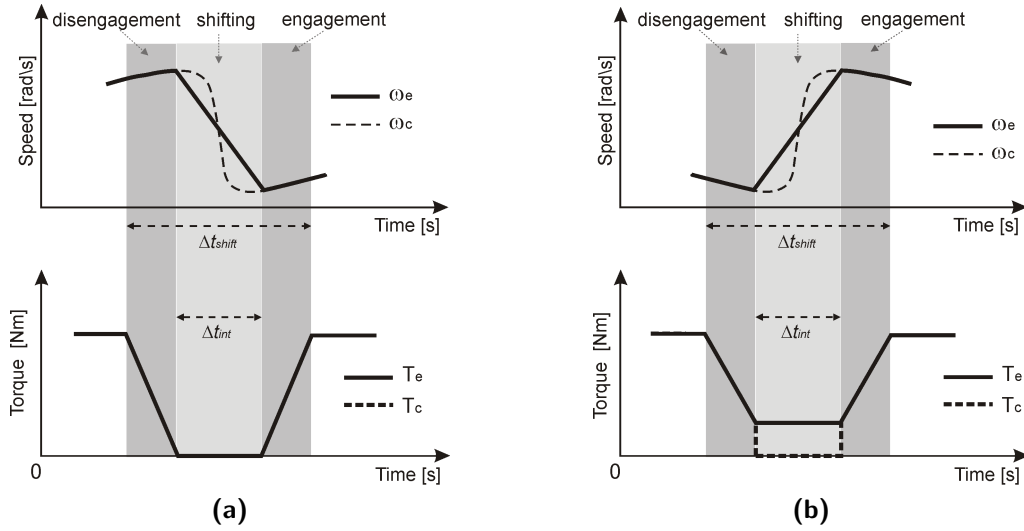 disengagement shifting engagement
Speed [rad\s]
ωe
ωc
Time [s]
Δtshift
Torque [Nm]
Δtint
Te
Tc
0
Time [s]
(a)
disengagement shifting engagement
Speed [rad\s]
ωe
ωc
Time [s]
Δtshift
Torque [Nm]
Δtint
Te
Tc
0
Time [s]
(b)